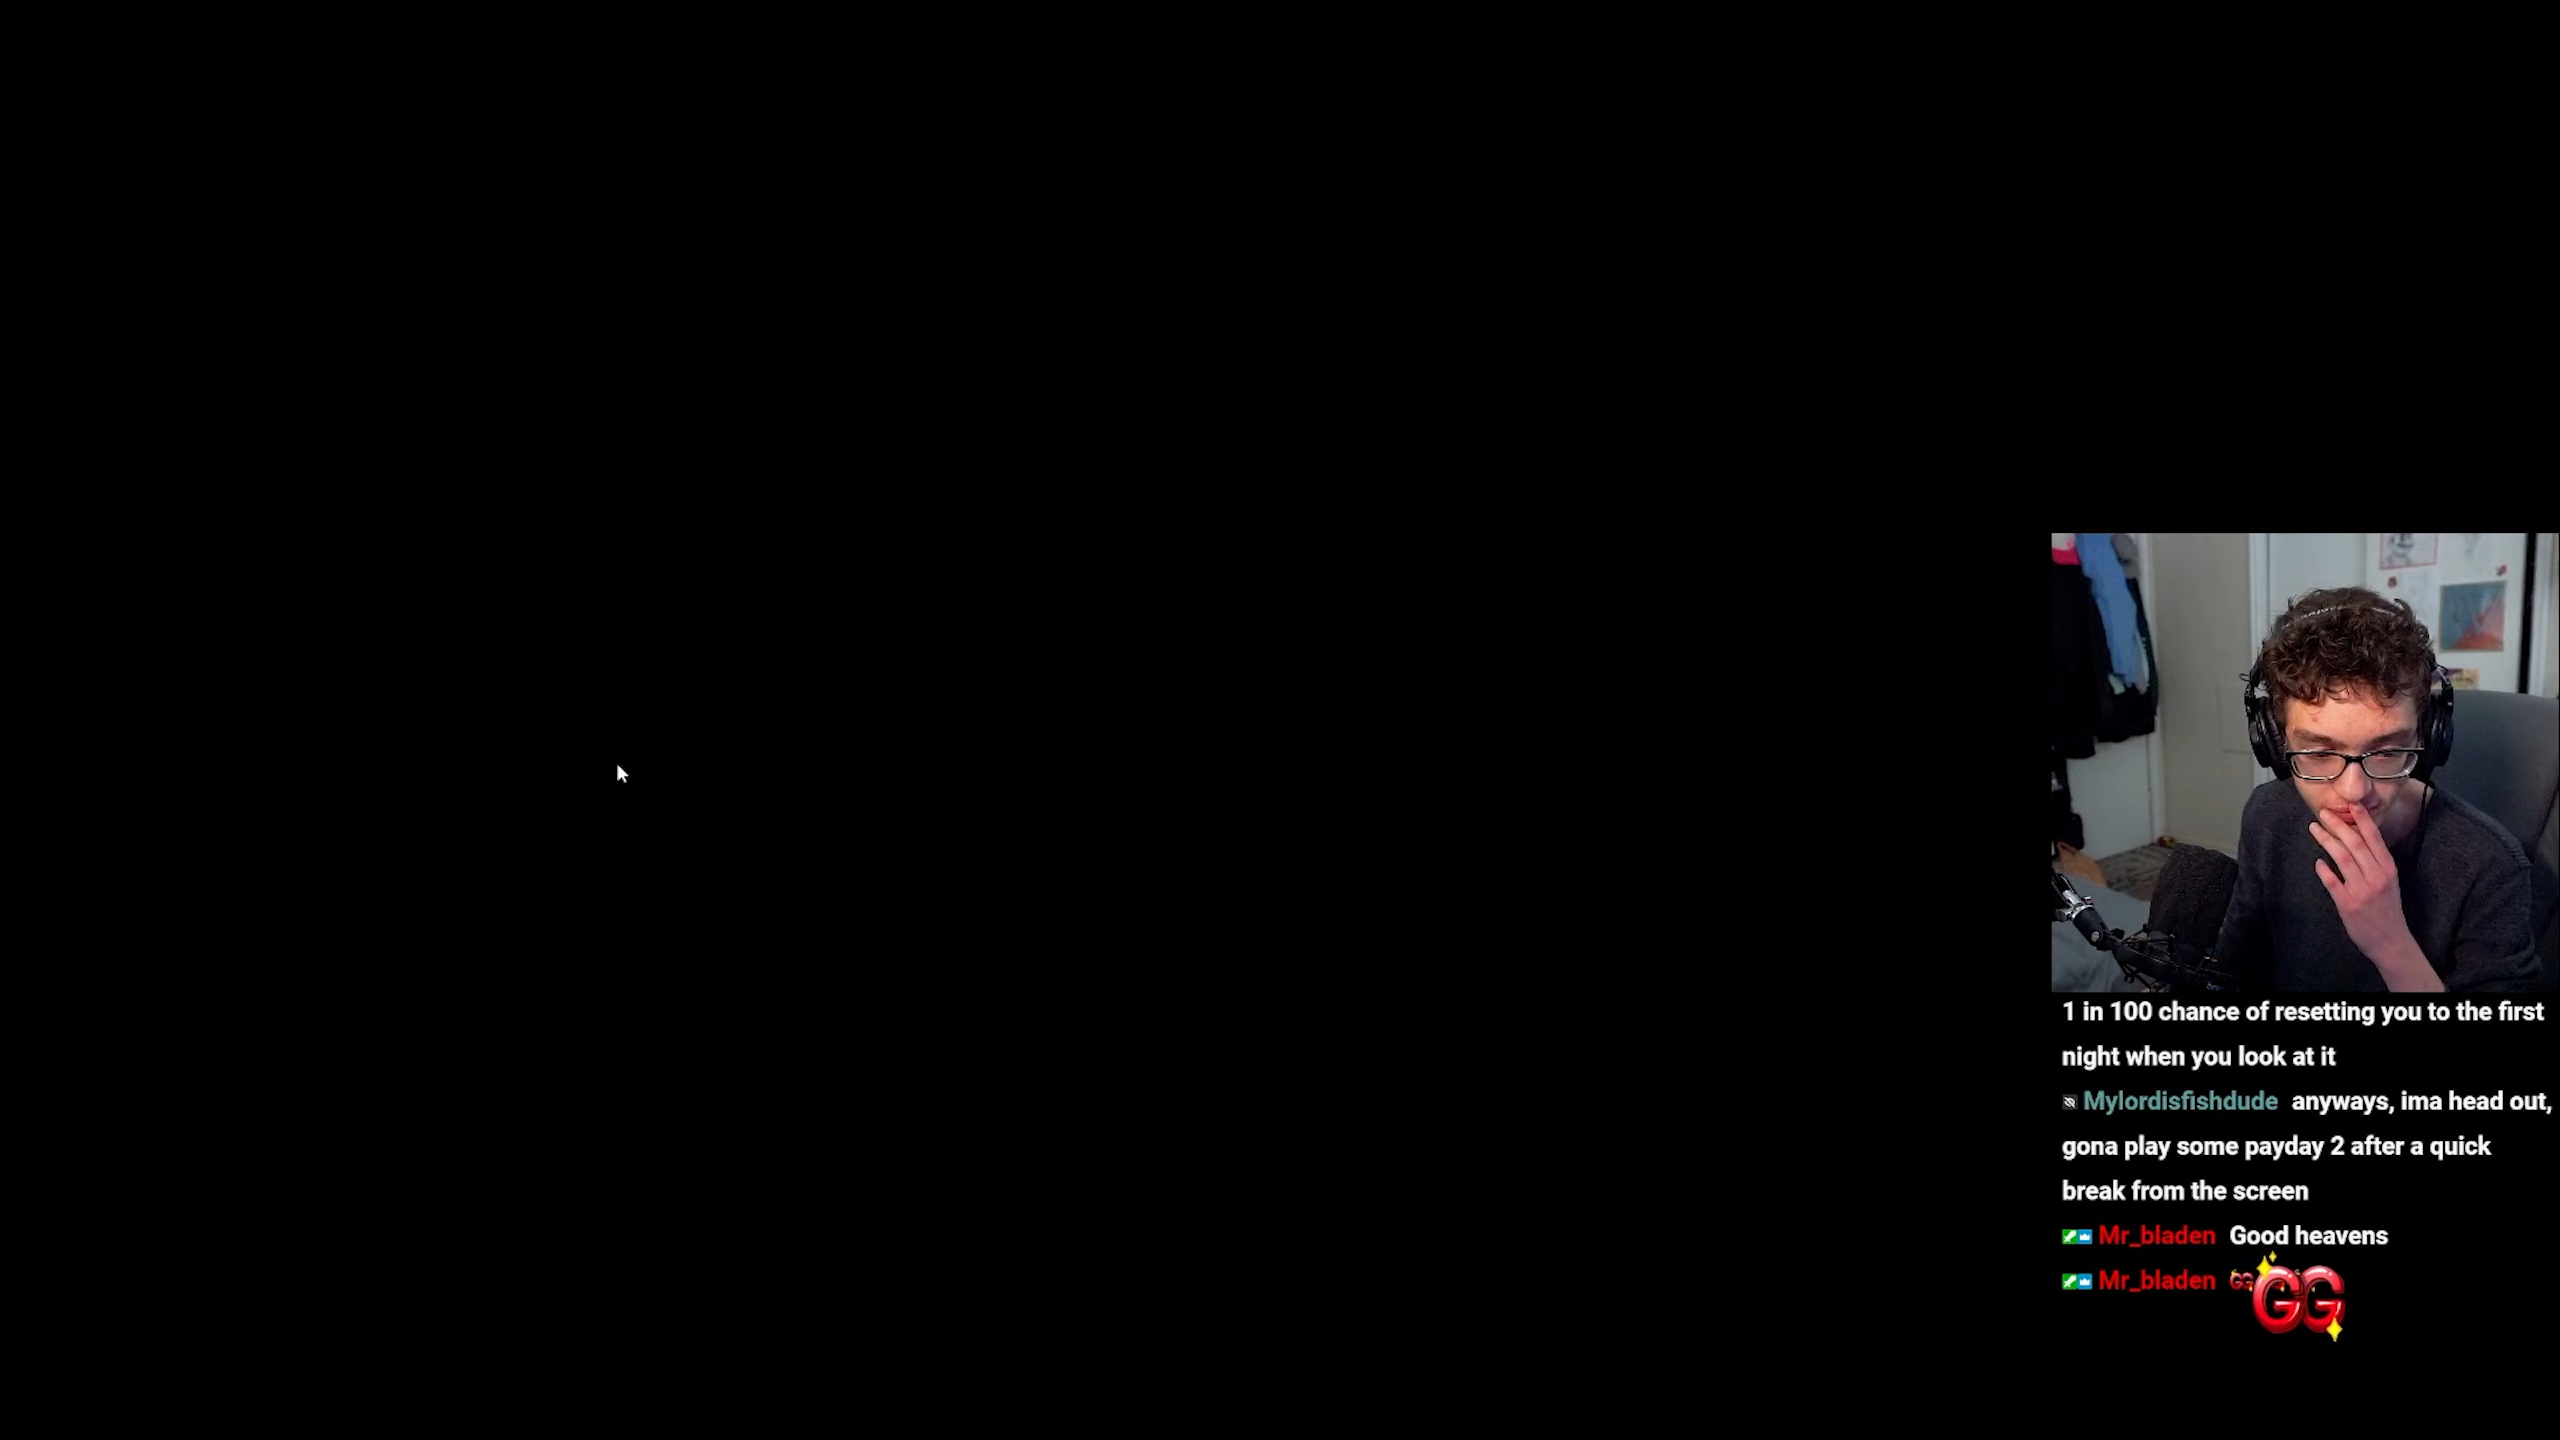 1 in 100 chance of resetting you to the first
night when you look at it
Mylordisfishdude anyways, ima head out,
gona play some payday 2 after a quick
break from the screen
Mr_bladen Good heavens
Mr_bladen GG GG